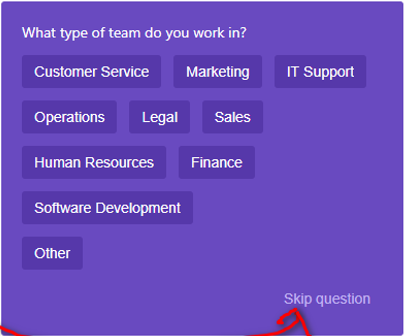 What type of team do you work in?
Customer Service Marketing IT Support
Operations Legal Sales
Human Resources Finance
Software Development
Other
Skip question